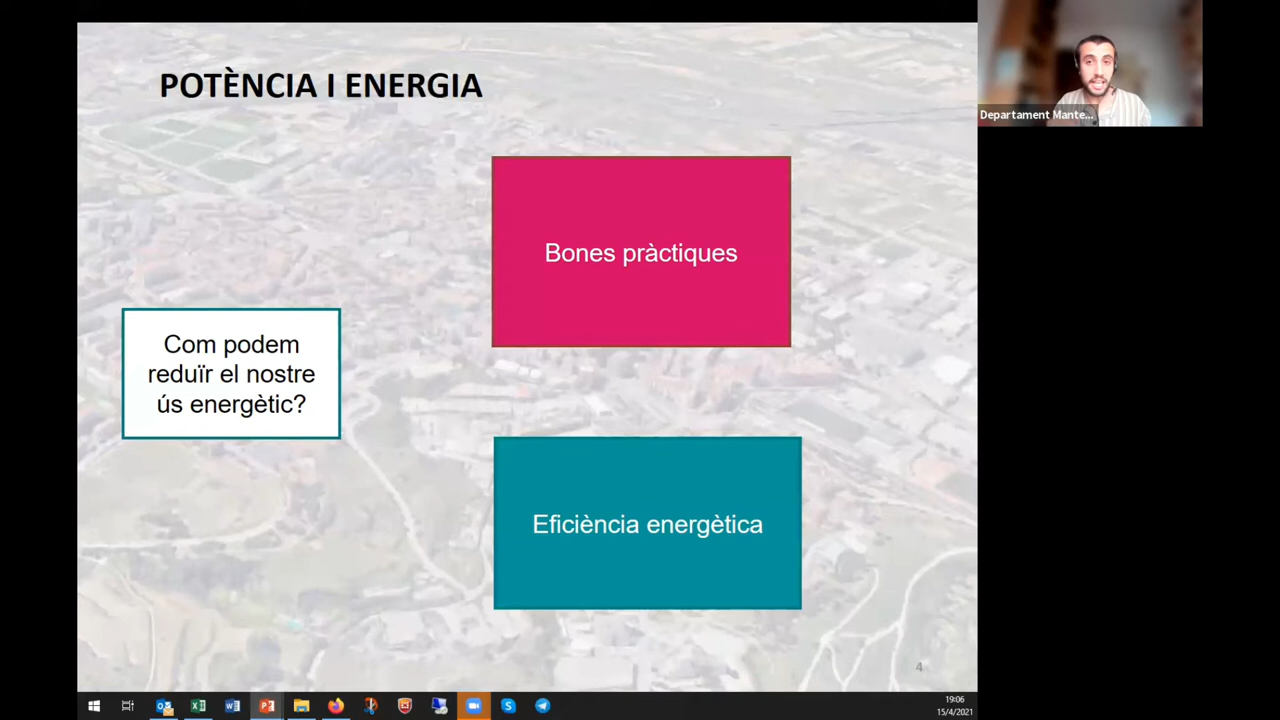 POTÈNCIA I ENERGIA
Departament Mante...
Bones pràctiques
Com podem
reduïr el nostre
ús energètic?
Eficiència energètica
4
19:06
15/4/2021